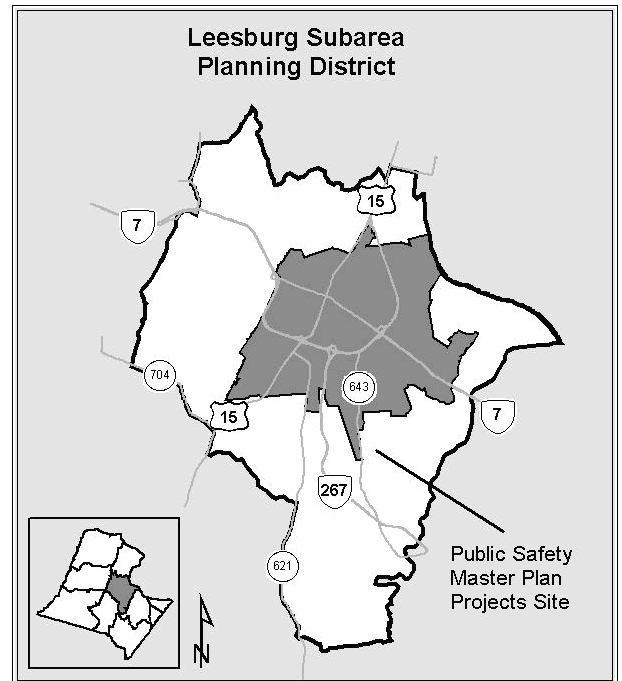 Leesburg Subarea
Planning District
15
7
704
643
15
7
267
621
Public Safety
Master Plan
Projects Site
N